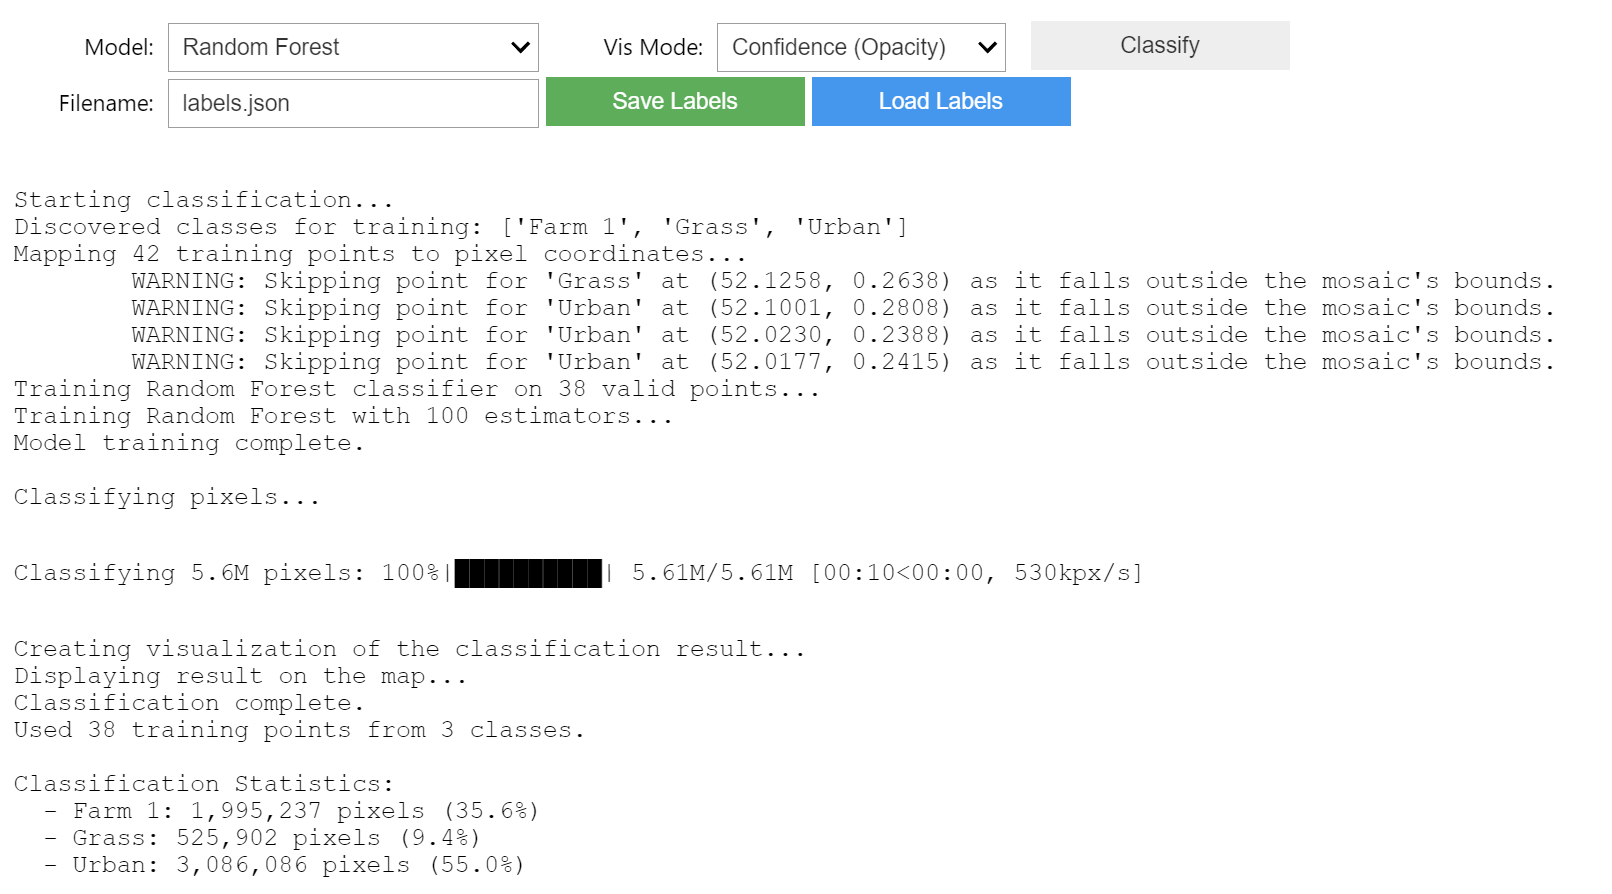 Model: Random Forest Vis Mode: Confidence (Opacity) Classify
Filename: labels.json Save Labels Load Labels
Starting classification...
Discovered classes for training: ['Farm 1', 'Grass', 'Urban']
Mapping 42 training points to pixel coordinates...
WARNING: Skipping point for 'Grass' at (52.1258, 0.2638) as it falls outside the mosaic's bounds.
WARNING: Skipping point for 'Urban' at (52.1001, 0.2808) as it falls outside the mosaic's bounds.
WARNING: Skipping point for 'Urban' at (52.0230, 0.2388) as it falls outside the mosaic's bounds.
WARNING: Skipping point for 'Urban' at (52.0177, 0.2415) as it falls outside the mosaic's bounds.
Training Random Forest classifier on 38 valid points...
Training Random Forest with 100 estimators...
Model training complete.
Classifying pixels...
Classifying 5.6M pixels: 100%|██████████| 5.61M/5.61M [00:10<00:00, 530kpx/s]
Creating visualization of the classification result...
Displaying result on the map...
Classification complete.
Used 38 training points from 3 classes.
Classification Statistics:
- Farm 1: 1,995,237 pixels (35.6%)
- Grass: 525,902 pixels (9.4%)
- Urban: 3,086,086 pixels (55.0%)